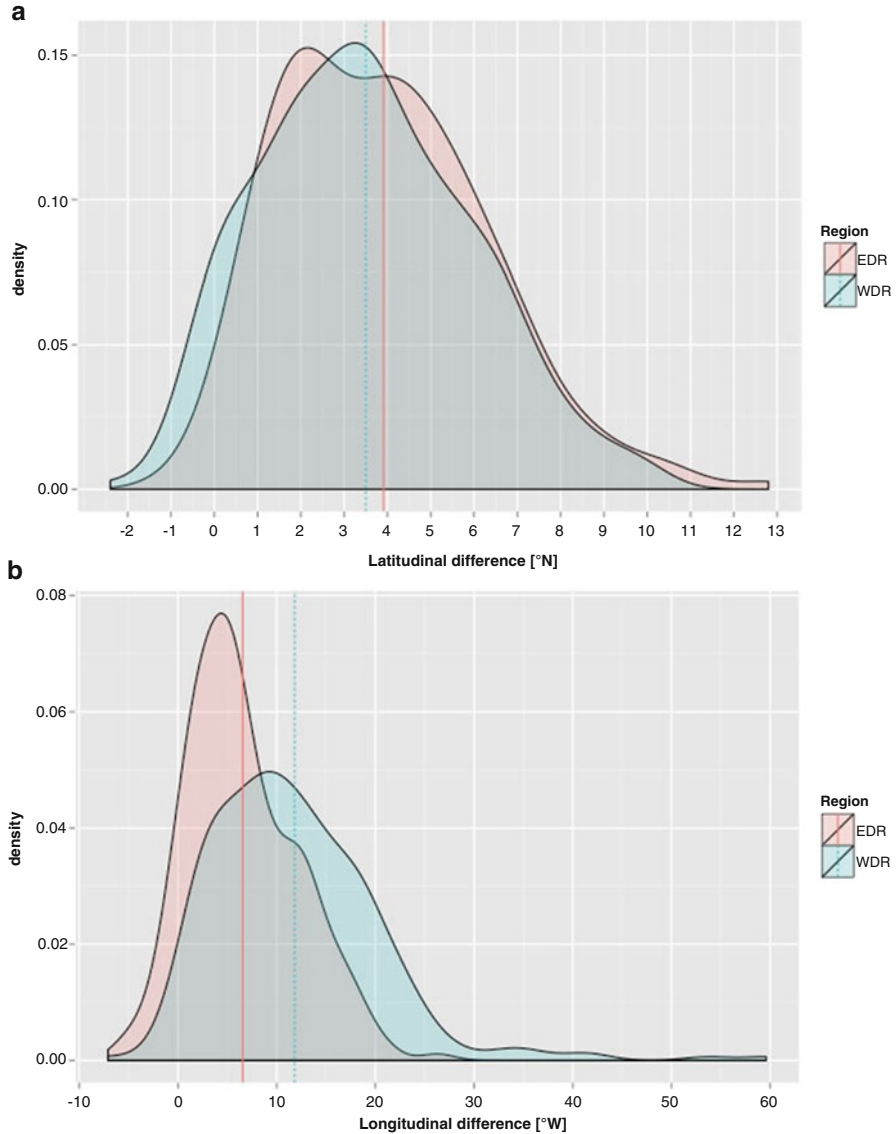 a
0.15
0.10
0.05
0.00
density
-2 -1 0 1 2 3 4 5 6 7 8 9 10 11 12 13
Latitudinal difference [°N]
Region
EDR
WDR
b
0.08
0.06
0.04
0.02
0.00
density
-10 0 10 20 30 40 50 60
Longitudinal difference [°W]
Region
EDR
WDR